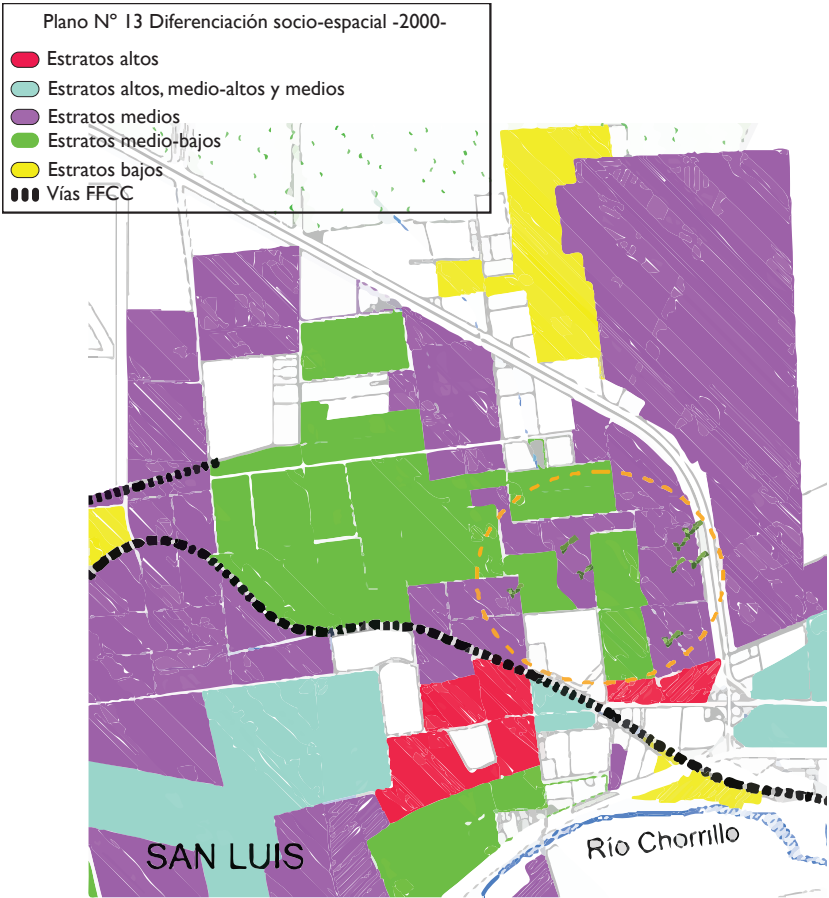 Plano Nº 13 Diferenciación socio-espacial -2000-
Estratos altos
Estratos altos, medio-altos y medios
Estratos medios
Estratos medio-bajos
Estratos bajos
Vías FFCC
Río Chorrillo
SAN LUIS